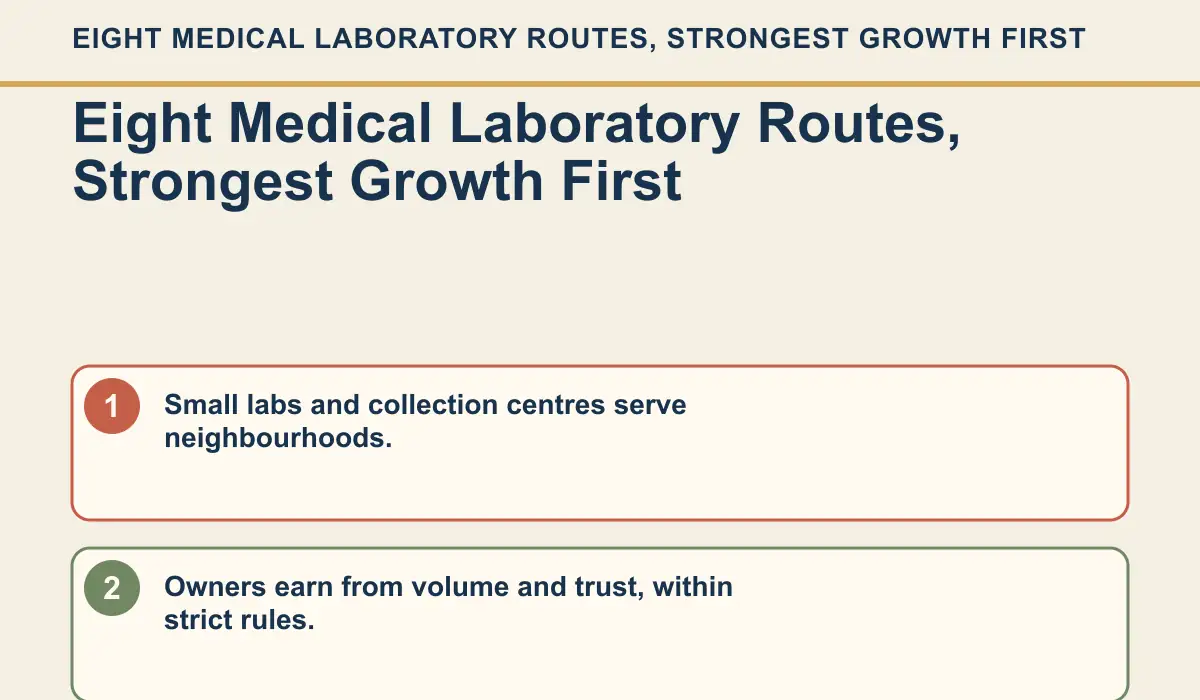 EIGHT MEDICAL LABORATORY ROUTES, STRONGEST GROWTH FIRST
Eight Medical Laboratory Routes,
Strongest Growth First
1
Small labs and collection centres serve
neighbourhoods.
2
Owners earn from volume and trust, within
strict rules.